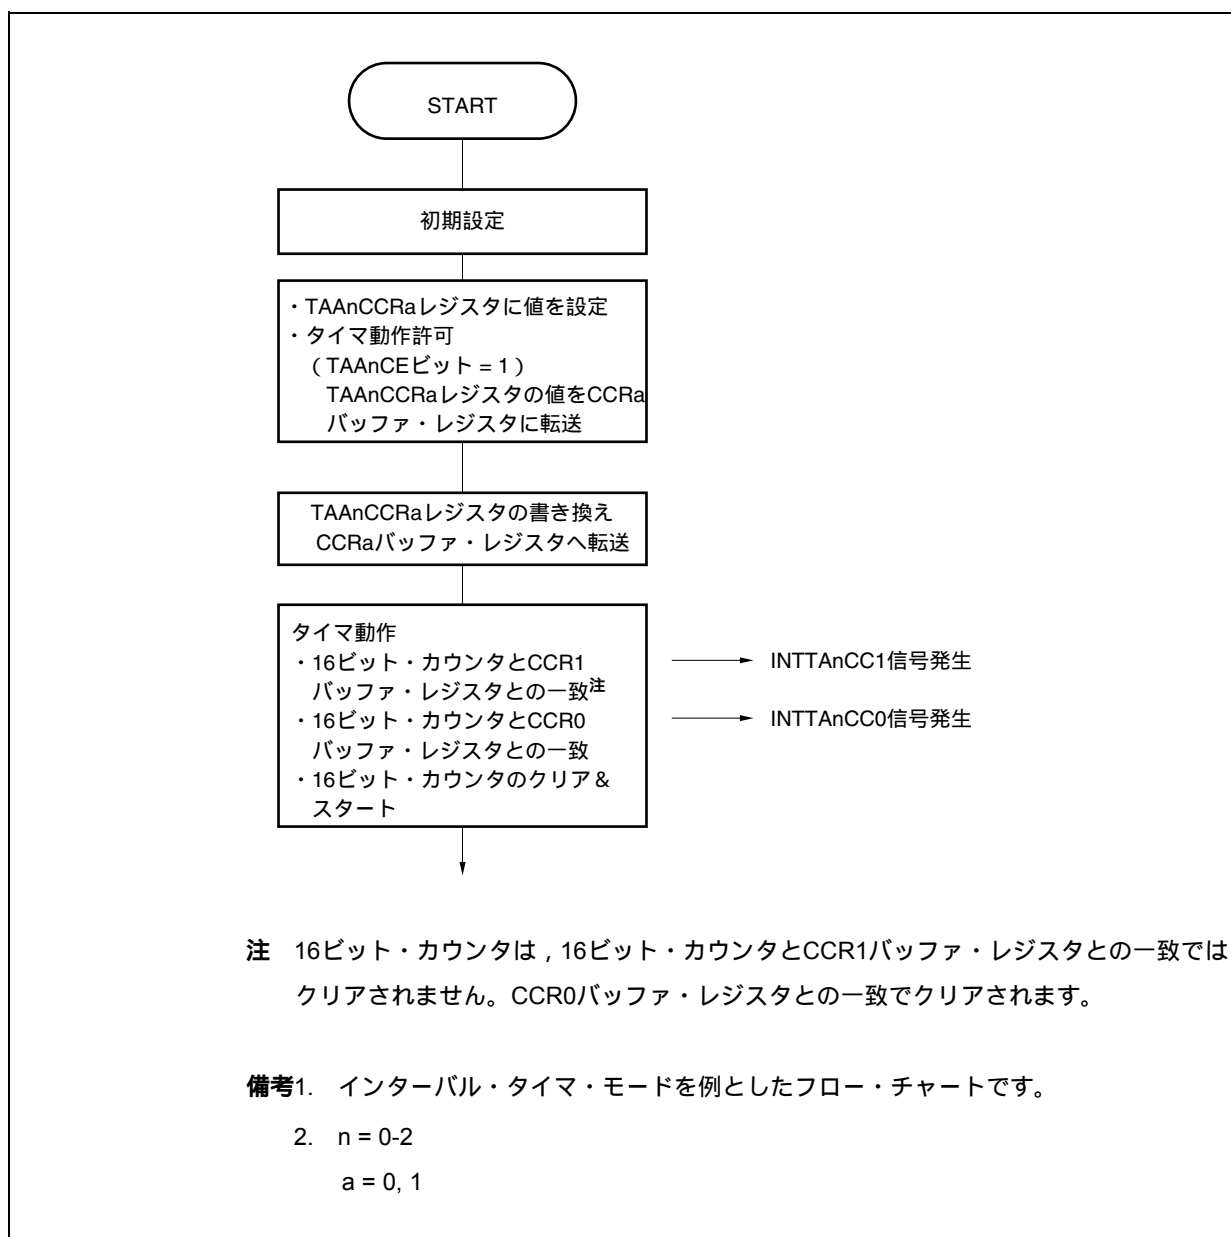 START
初期設定
・TAAnCCRaレジスタに値を設定
・タイマ動作許可
（TAAnCEビット = 1）
TAAnCCRaレジスタの値をCCRa
バッファ・レジスタに転送
TAAnCCRaレジスタの書き換え
CCRaバッファ・レジスタへ転送
タイマ動作
・16ビット・カウンタとCCR1
バッファ・レジスタとの一致注
・16ビット・カウンタとCCR0
バッファ・レジスタとの一致
・16ビット・カウンタのクリア＆
スタート
INTTAnCC1信号発生
INTTAnCC0信号発生
注 16ビット・カウンタは，16ビット・カウンタとCCR1バッファ・レジスタとの一致では
クリアされません。CCR0バッファ・レジスタとの一致でクリアされます。
備考1. インターバル・タイマ・モードを例としたフロー・チャートです。
2. n = 0-2
a = 0, 1